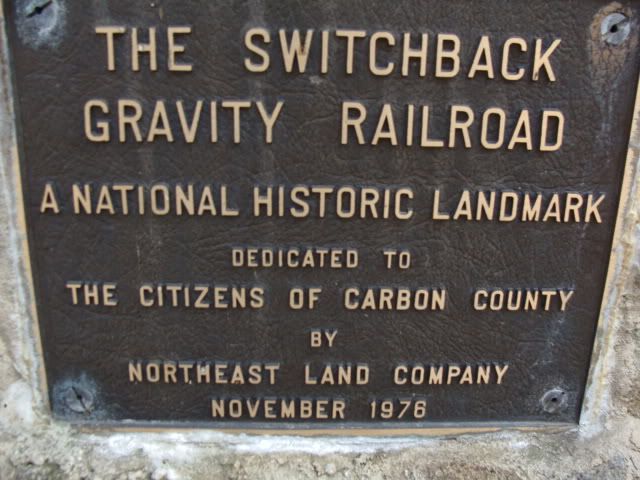 THE SWITCHBACK
GRAVITY RAILROAD
A NATIONAL HISTORIC LANDMARK
DEDICATED TO
THE CITIZENS OF CARBON COUNTY
BY
NORTHEAST LAND COMPANY
NOVEMBER 1976